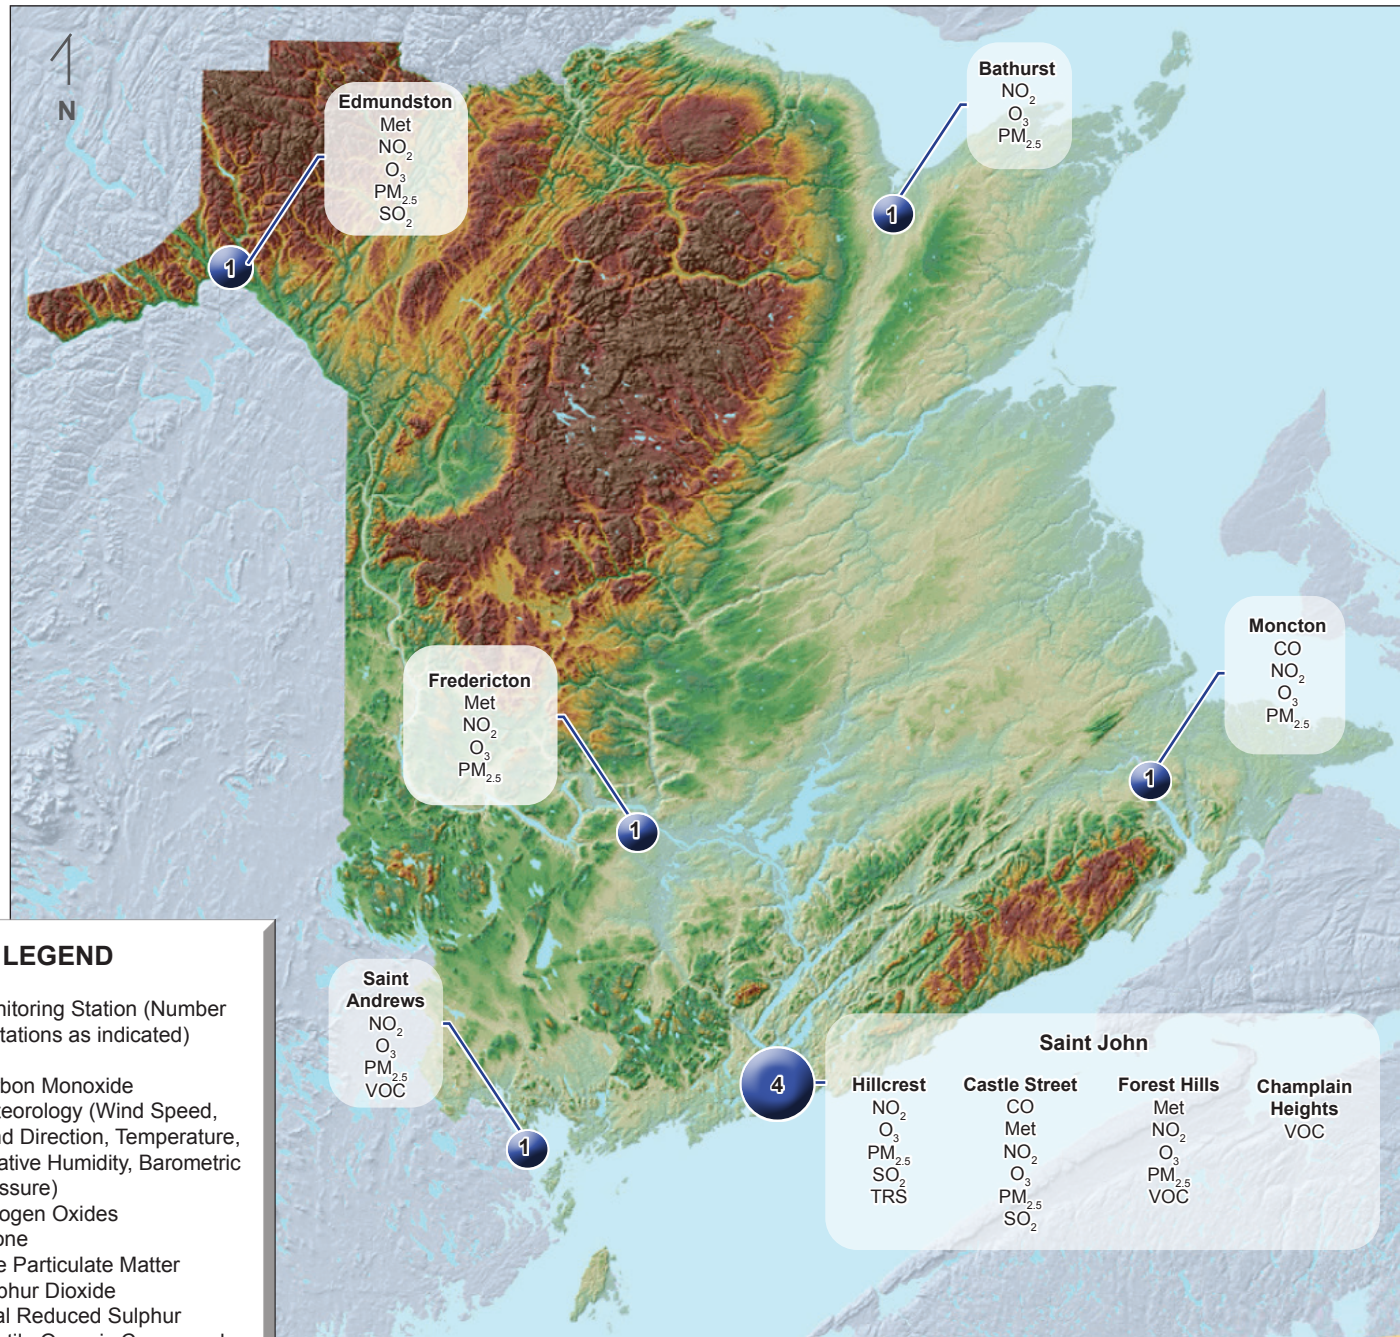 N
Edmundston
Met
NO2
O3
PM2.5
SO2
1
Bathurst
NO2
O3
PM2.5
1
Moncton
CO
NO2
O3
PM2.5
1
Fredericton
Met
NO2
O3
PM2.5
1
Saint
Andrews
NO2
O3
PM2.5
VOC
1
4
Saint John
Hillcrest
NO2
O3
PM2.5
SO2
TRS
Castle Street
CO
Met
NO2
O3
PM2.5
SO2
Forest Hills
Met
NO2
O3
PM2.5
VOC
Champlain
Heights
VOC
LEGEND
nitoring Station (Number
tations as indicated)
bon Monoxide
teorology (Wind Speed,
nd Direction, Temperature,
ative Humidity, Barometric
ssure)
ogen Oxides
one
e Particulate Matter
phur Dioxide
al Reduced Sulphur